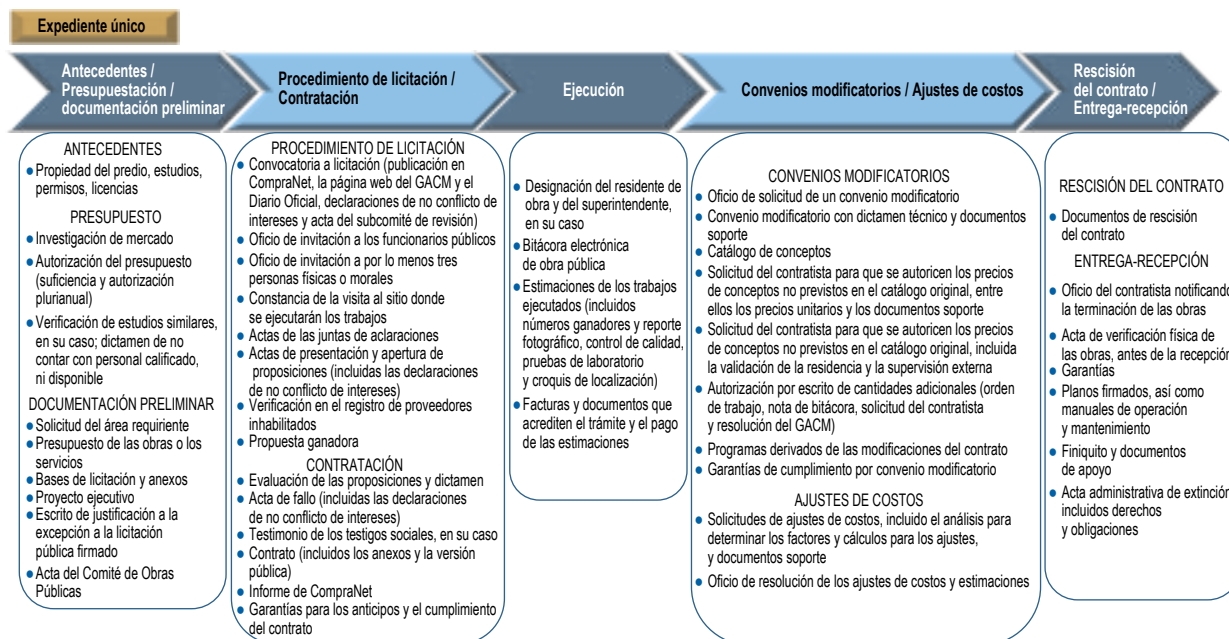 Expediente único
Antecedentes /
Presupuestación /
documentación preliminar
Procedimiento de licitación /
Contratación
Ejecución
Convenios modificatorios / Ajustes de costos
Rescisión
del contrato /
Entrega-recepción
ANTECEDENTES
Propiedad del predio, estudios,
permisos, licencias
PRESUPUESTO
Investigación de mercado
Autorización del presupuesto
(suficiencia y autorización
plurianual)
Verificación de estudios similares,
en su caso; dictamen de no
contar con personal calificado,
ni disponible
DOCUMENTACIÓN PRELIMINAR
Solicitud del área requiriente
Presupuesto de las obras o los
servicios
Bases de licitación y anexos
Proyecto ejecutivo
Escrito de justificación a la
excepción a la licitación
pública firmado
Acta del Comité de Obras
Públicas
PROCEDIMIENTO DE LICITACIÓN
Convocatoria a licitación (publicación en
CompraNet, la página web del GACM y el
Diario Oficial, declaraciones de no conflicto de
intereses y acta del subcomité de revisión)
Oficio de invitación a los funcionarios públicos
Oficio de invitación a por lo menos tres
personas físicas o morales
Constancia de la visita al sitio donde
se ejecutarán los trabajos
Actas de las juntas de aclaraciones
Actas de presentación y apertura de
proposiciones (incluidas las declaraciones
de no conflicto de intereses)
Verificación en el registro de proveedores
inhabilitados
Propuesta ganadora
CONTRATACIÓN
Evaluación de las proposiciones y dictamen
Acta de fallo (incluidas las declaraciones
de no conflicto de intereses)
Testimonio de los testigos sociales, en su caso
Contrato (incluidos los anexos y la versión
pública)
Informe de CompraNet
Garantías para los anticipos y el cumplimiento
del contrato
Designación del residente de
obra y del superintendente,
en su caso
Bitácora electrónica
de obra pública
Estimaciones de los trabajos
ejecutados (incluidos
números ganadores y reporte
fotográfico, control de calidad,
pruebas de laboratorio
y croquis de localización)
Facturas y documentos que
acrediten el trámite y el pago
de las estimaciones
CONVENIOS MODIFICATORIOS
Oficio de solicitud de un convenio modificatorio
Convenio modificatorio con dictamen técnico y documentos
soporte
Catálogo de conceptos
Solicitud del contratista para que se autoricen los precios
de conceptos no previstos en el catálogo original, entre
ellos los precios unitarios y los documentos soporte
Solicitud del contratista para que se autoricen los precios
de conceptos no previstos en el catálogo original, incluida
la validación de la residencia y la supervisión externa
Autorización por escrito de cantidades adicionales (orden
de trabajo, nota de bitácora, solicitud del contratista
y resolución del GACM)
Programas derivados de las modificaciones del contrato
Garantías de cumplimiento por convenio modificatorio
AJUSTES DE COSTOS
Solicitudes de ajustes de costos, incluido el análisis para
determinar los factores y cálculos para los ajustes,
y documentos soporte
Oficio de resolución de los ajustes de costos y estimaciones
RESCISIÓN DEL CONTRATO
Documentos de rescisión
del contrato
ENTREGA-RECEPCIÓN
Oficio del contratista notificando
la terminación de las obras
Acta de verificación física de
las obras, antes de la recepción
Garantías
Planos firmados, así como
manuales de operación
y mantenimiento
Finiquito y documentos
de apoyo
Acta administrativa de extinción,
incluidos derechos
y obligaciones